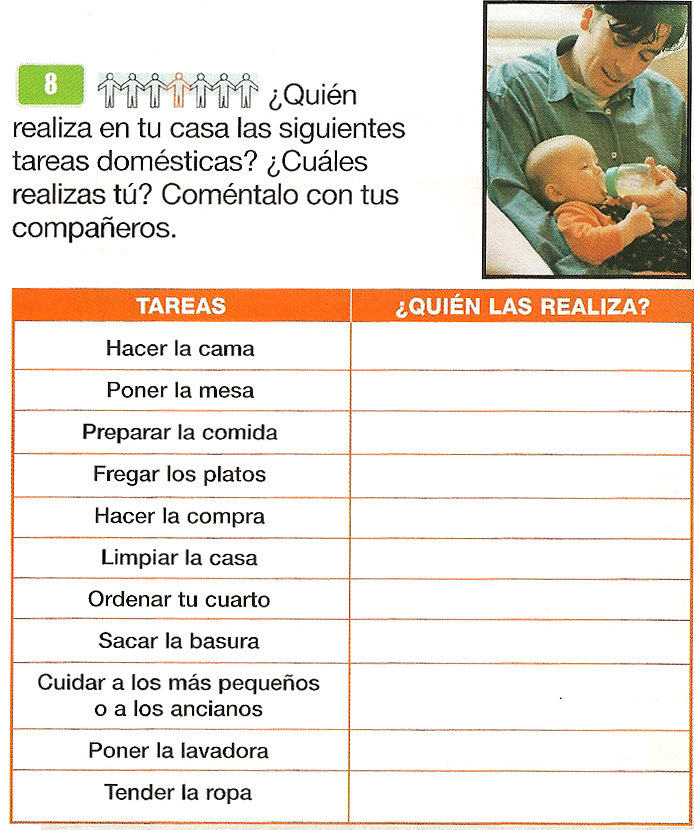 8 ¿Quién
realiza en tu casa las siguientes
tareas domésticas? ¿Cuáles
realizas tú? Coméntalo con tus
compañeros.
TAREAS ¿QUIÉN LAS REALIZA?
Hacer la cama
Poner la mesa
Preparar la comida
Fregar los platos
Hacer la compra
Limpiar la casa
Ordenar tu cuarto
Sacar la basura
Cuidar a los más pequeños
o a los ancianos
Poner la lavadora
Tender la ropa